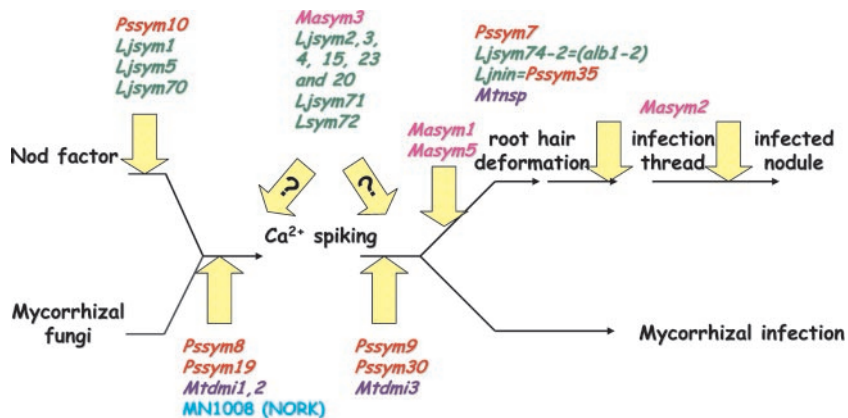 Pssym10
Ljsym1
Ljsym5
Ljsym70
Masym3
Ljsym2,3,
4, 15, 23
and 20
Ljsym71
Lsym72
Pssym7
Ljsym74-2=(alb1-2)
Ljnin=Pssym35
Mtnsp
Masym1
Masym5
Masym2
Nod factor
root hair
deformation
infection
thread
infected
nodule
?
?
Ca²⁺ spiking
Mycorrhizal
fungi
Mycorrhizal infection
Pssym8
Pssym19
Mtdmi1,2
MN1008 (NORK)
Pssym9
Pssym30
Mtdmi3